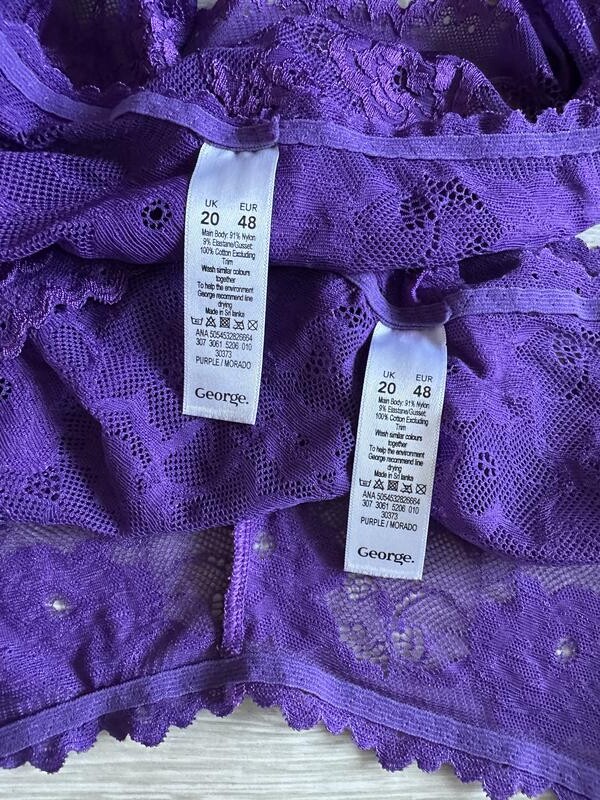 UK EUR
20 48
Main Body: 91% Nylon
9% Elastane/Gusset:
100% Cotton Excluding
Trim
Wash similar colours
together
To help the environment
George recommend line
drying
Made in Sri lanka
ANA 5054532826664
307 3061 5206 010
30373
PURPLE / MORADO
George.
UK EUR
20 48
Main Body: 91% Nylon
9% Elastane/Gusset:
100% Cotton Excluding
Trim
Wash similar colours
together
To help the environment
George recommend line
drying
Made in Sri lanka
ANA 5054532826664
307 3061 5206 010
30373
PURPLE / MORADO
George.